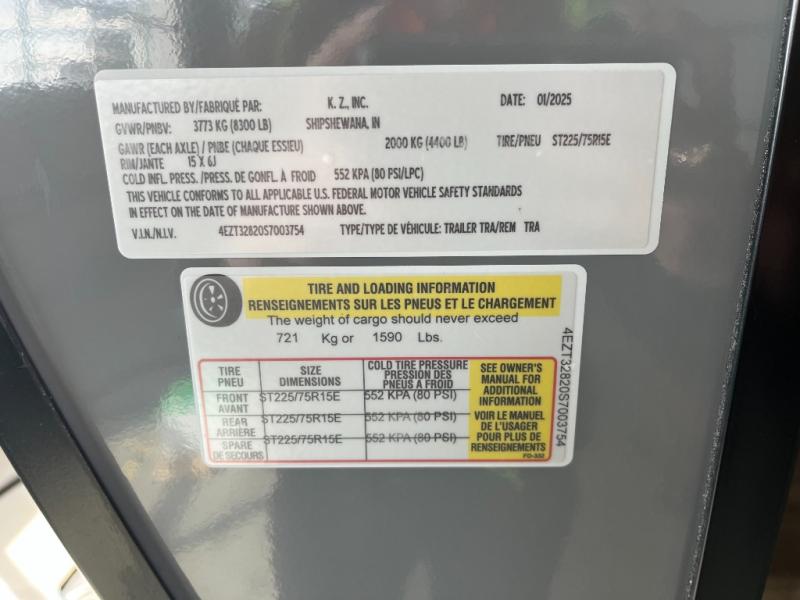 MANUFACTURED BY/FABRIQUÉ PAR: K. Z., INC. DATE: 01/2025
GVWR/PNBV: 3773 KG (8300 LB) SHIPSHEWANA, IN
GAWR (EACH AXLE) / PNBE (CHAQUE ESSIEU) 2000 KG (4400 LB) TIRE/PNEU ST225/75R15E
RIM/JANTE 15 X 6J
COLD INFL. PRESS./PRESS. DE GONFL. À FROID 552 KPA (80 PSI/LPC)
THIS VEHICLE CONFORMS TO ALL APPLICABLE U.S. FEDERAL MOTOR VEHICLE SAFETY STANDARDS
IN EFFECT ON THE DATE OF MANUFACTURE SHOWN ABOVE.
V.I.N./N.I.V. 4EZT32820S7003754 TYPE/TYPE DE VÉHICULE: TRAILER TRA/REM TRA
TIRE AND LOADING INFORMATION
RENSEIGNEMENTS SUR LES PNEUS ET LE CHARGEMENT
The weight of cargo should never exceed
721 Kg or 1590 Lbs.
TIRE
PNEU
SIZE
DIMENSIONS
COLD TIRE PRESSURE
PRESSION DES
PNEUS A FROID
FRONT
AVANT
ST225/75R15E
552 KPA (80 PSI)
REAR
ARRIÈRE
ST225/75R15E
552 KPA (80 PSI)
SPARE
DE SECOURS
ST225/75R15E
552 KPA (80 PSI)
SEE OWNER'S
MANUAL FOR
ADDITIONAL
INFORMATION
VOIR LE MANUEL
DE L'USAGER
POUR PLUS DE
RENSEIGNEMENTS
FD-332
4EZT32820S7003754